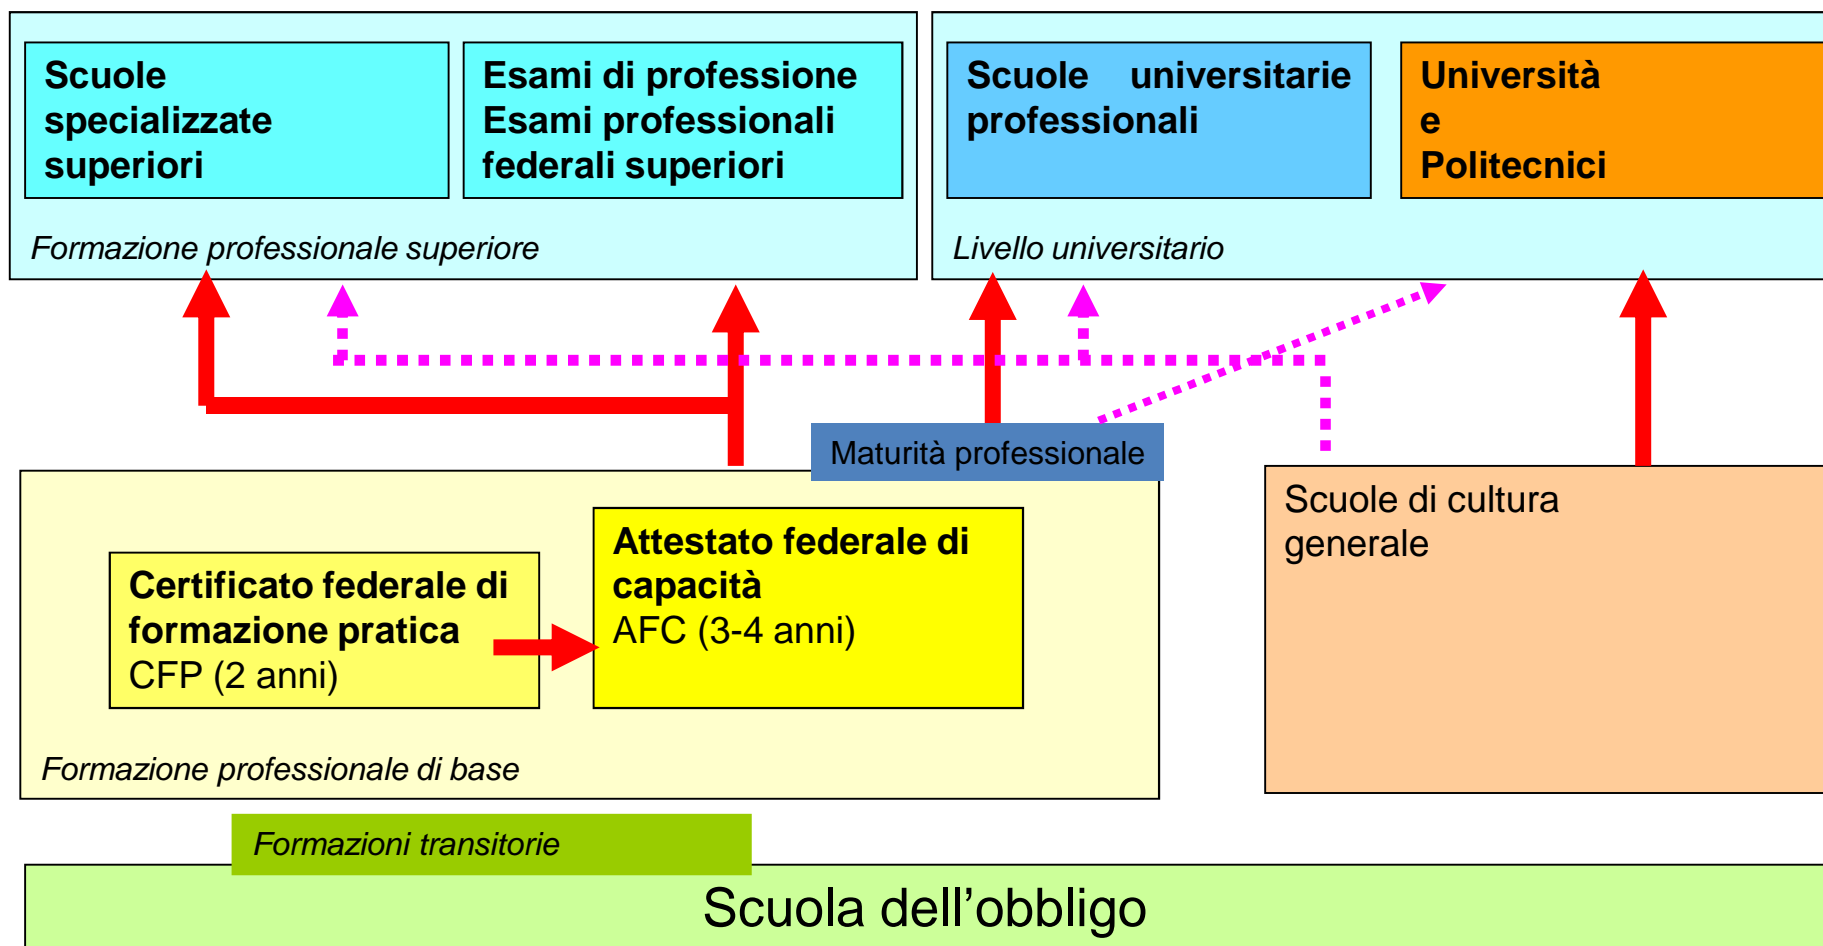 Scuole
specializzate
superiori
Esami di professione
Esami professionali
federali superiori
Scuole universitarie
professionali
Università
e
Politecnici
Formazione professionale superiore
Livello universitario
Maturità professionale
Certificato federale di
formazione pratica
CFP (2 anni)
Attestato federale di
capacità
AFC (3-4 anni)
Scuole di cultura
generale
Formazione professionale di base
Formazioni transitorie
Scuola dell’obbligo